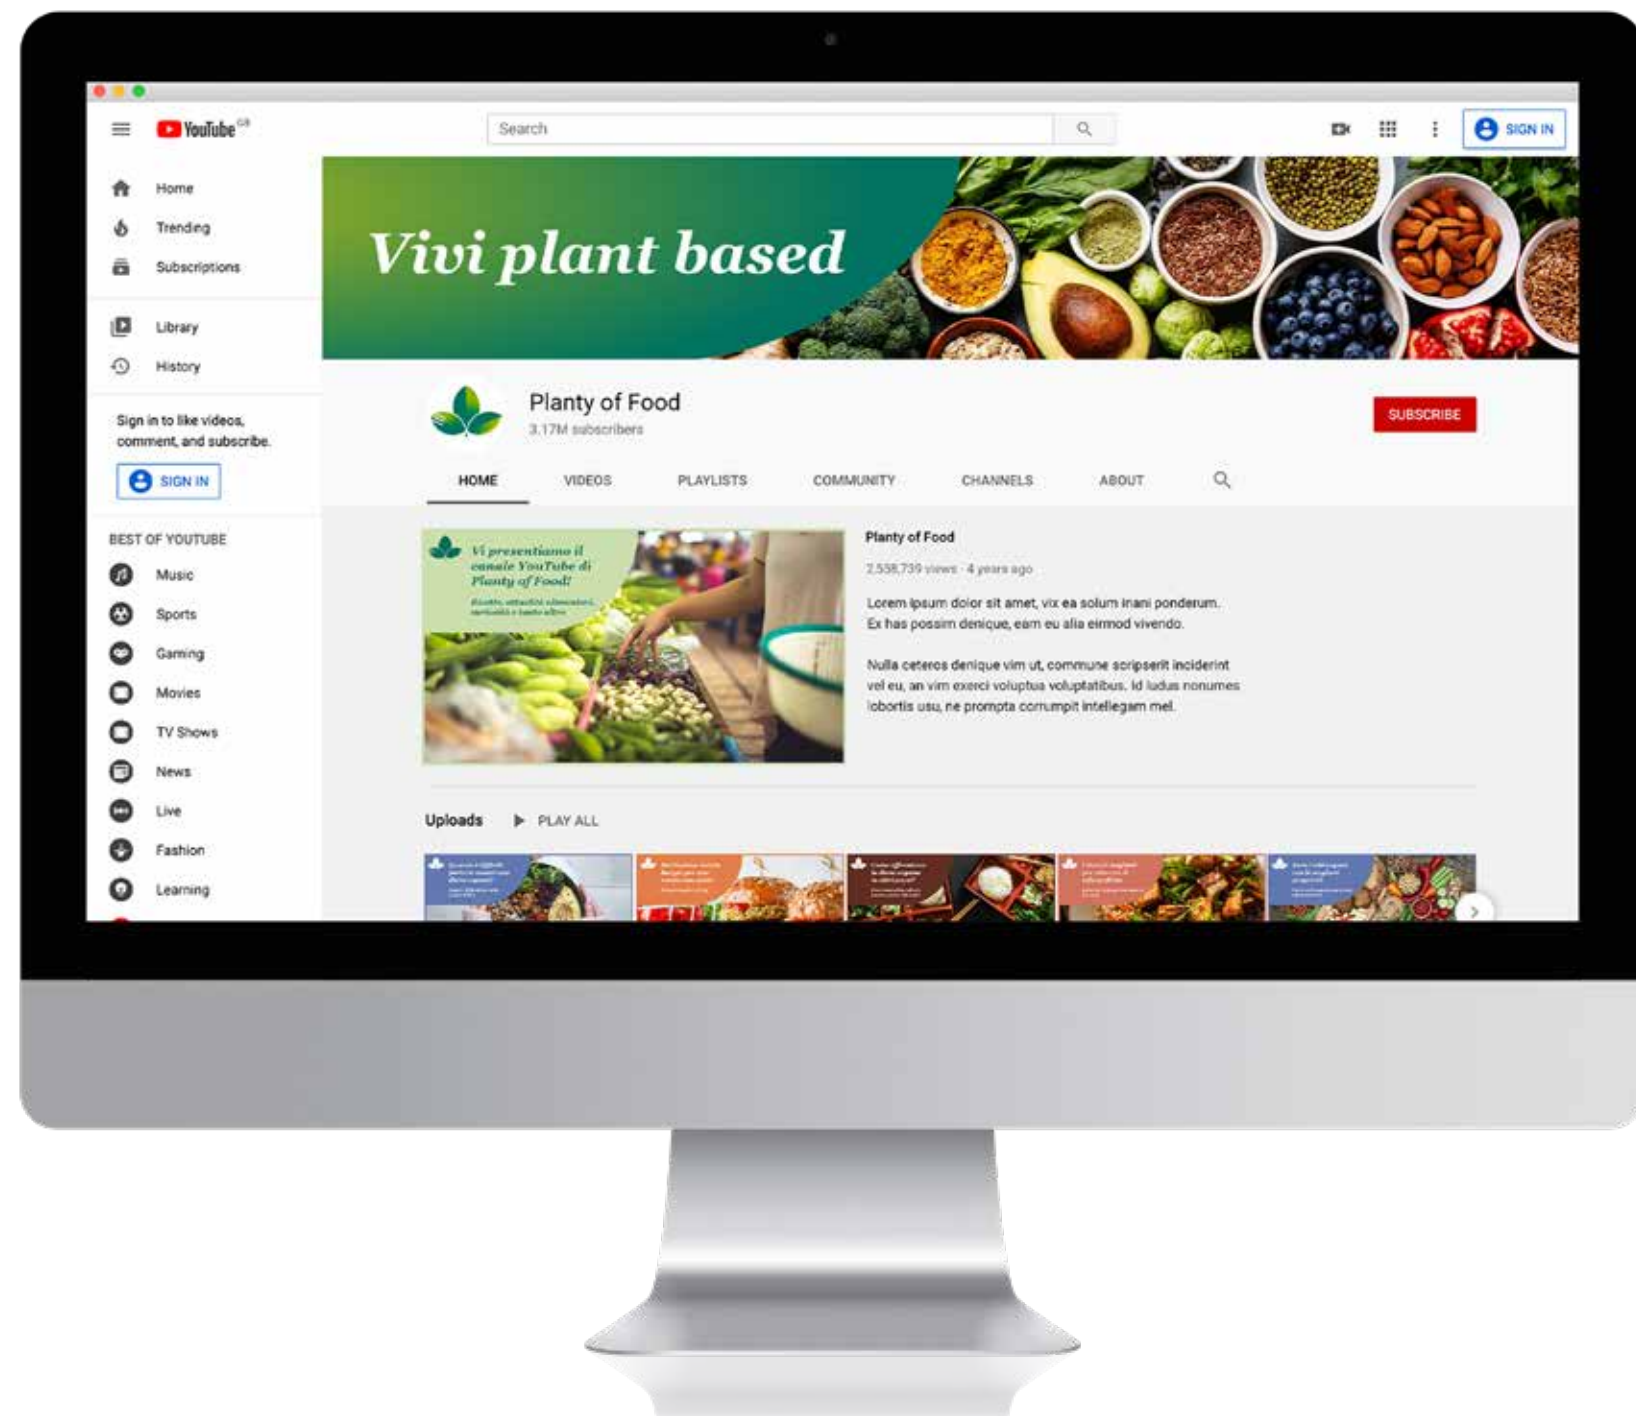 YouTube GB
Search
SIGN IN
Home
Trending
Subscriptions
Library
History
Sign in to like videos,
comment, and subscribe.
SIGN IN
BEST OF YOUTUBE
Music
Sports
Gaming
Movies
TV Shows
News
Live
Fashion
Learning
Vivi plant based
Planty of Food
3.17M subscribers
SUBSCRIBE
HOME
VIDEOS
PLAYLISTS
COMMUNITY
CHANNELS
ABOUT
Vi presentiamo il
canale YouTube di
Planty of Food!
Planty of Food
2,558,739 views · 4 years ago
Lorem ipsum dolor sit amet, vix ea solum inani ponderum.
Ex has possim denique, eam eu alia eirmod vivendo.
Nulla ceteros denique vim ut, commune scripserit inciderint
vel eu, an vim exerci voluptua voluptatibus. Id ludus nonumes
lobortis usu, ne prompta corrumpit intellegam mel.
Uploads
PLAY ALL